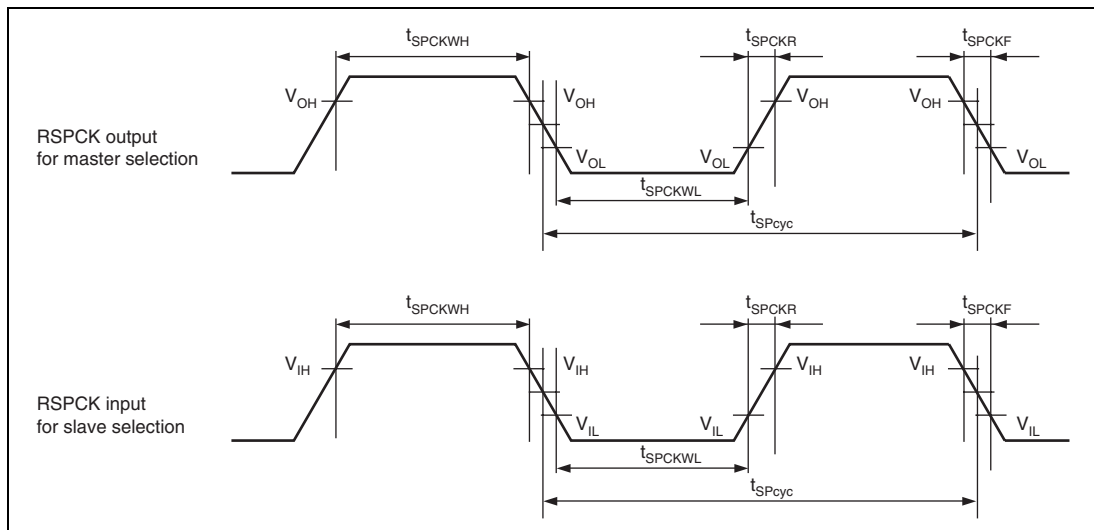 tSPCKWH
tSPCKR
tSPCKF
VOH
VOH
VOH
VOH
RSPCK output
for master selection
VOL
VOL
VOL
tSPCKWL
tSPcyc
tSPCKWH
tSPCKR
tSPCKF
VIH
VIH
VIH
VIH
RSPCK input
for slave selection
VIL
VIL
VIL
tSPCKWL
tSPcyc